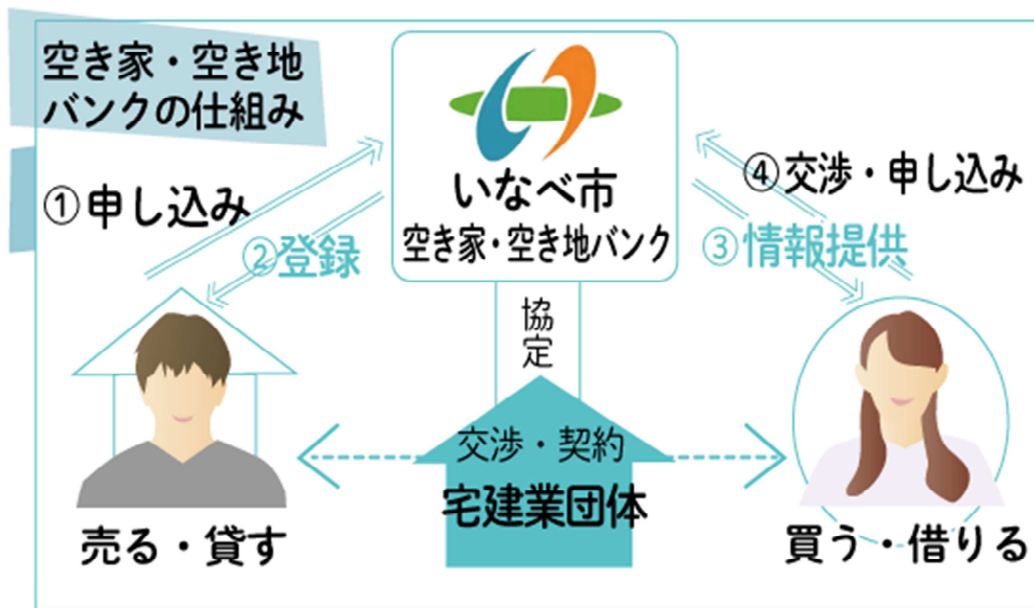 空き家・空き地
バンクの仕組み
①申し込み
②登録
いなべ市
空き家・空き地バンク
④交渉・申し込み
③情報提供
協定
交渉・契約
宅建業団体
売る・貸す
買う・借りる